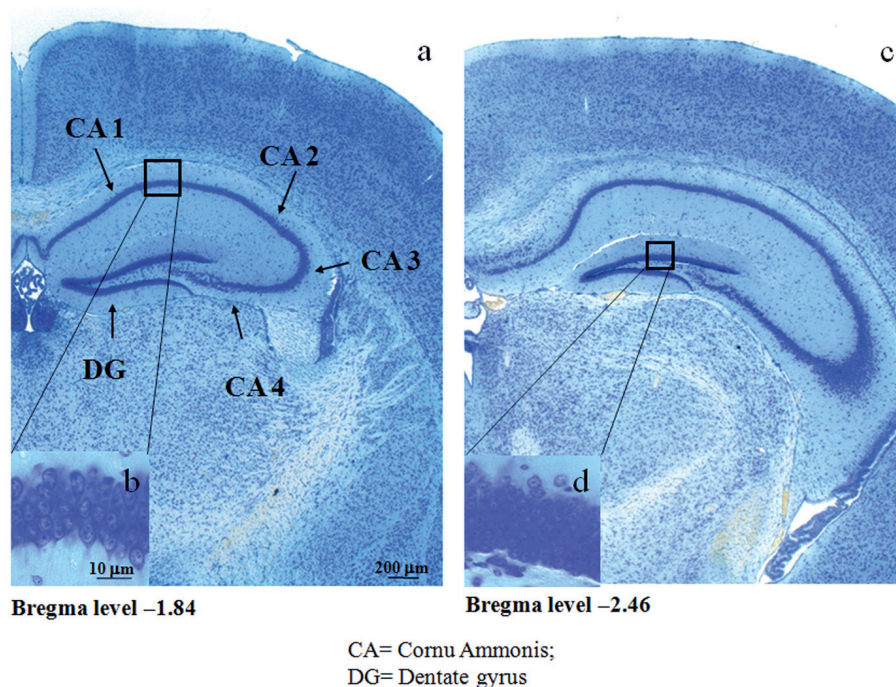 a
CA 1
CA 2
CA 3
DG
CA 4
b
10 µm
200 µm
Bregma level –1.84
c
d
Bregma level –2.46
CA= Cornu Ammonis;
DG= Dentate gyrus